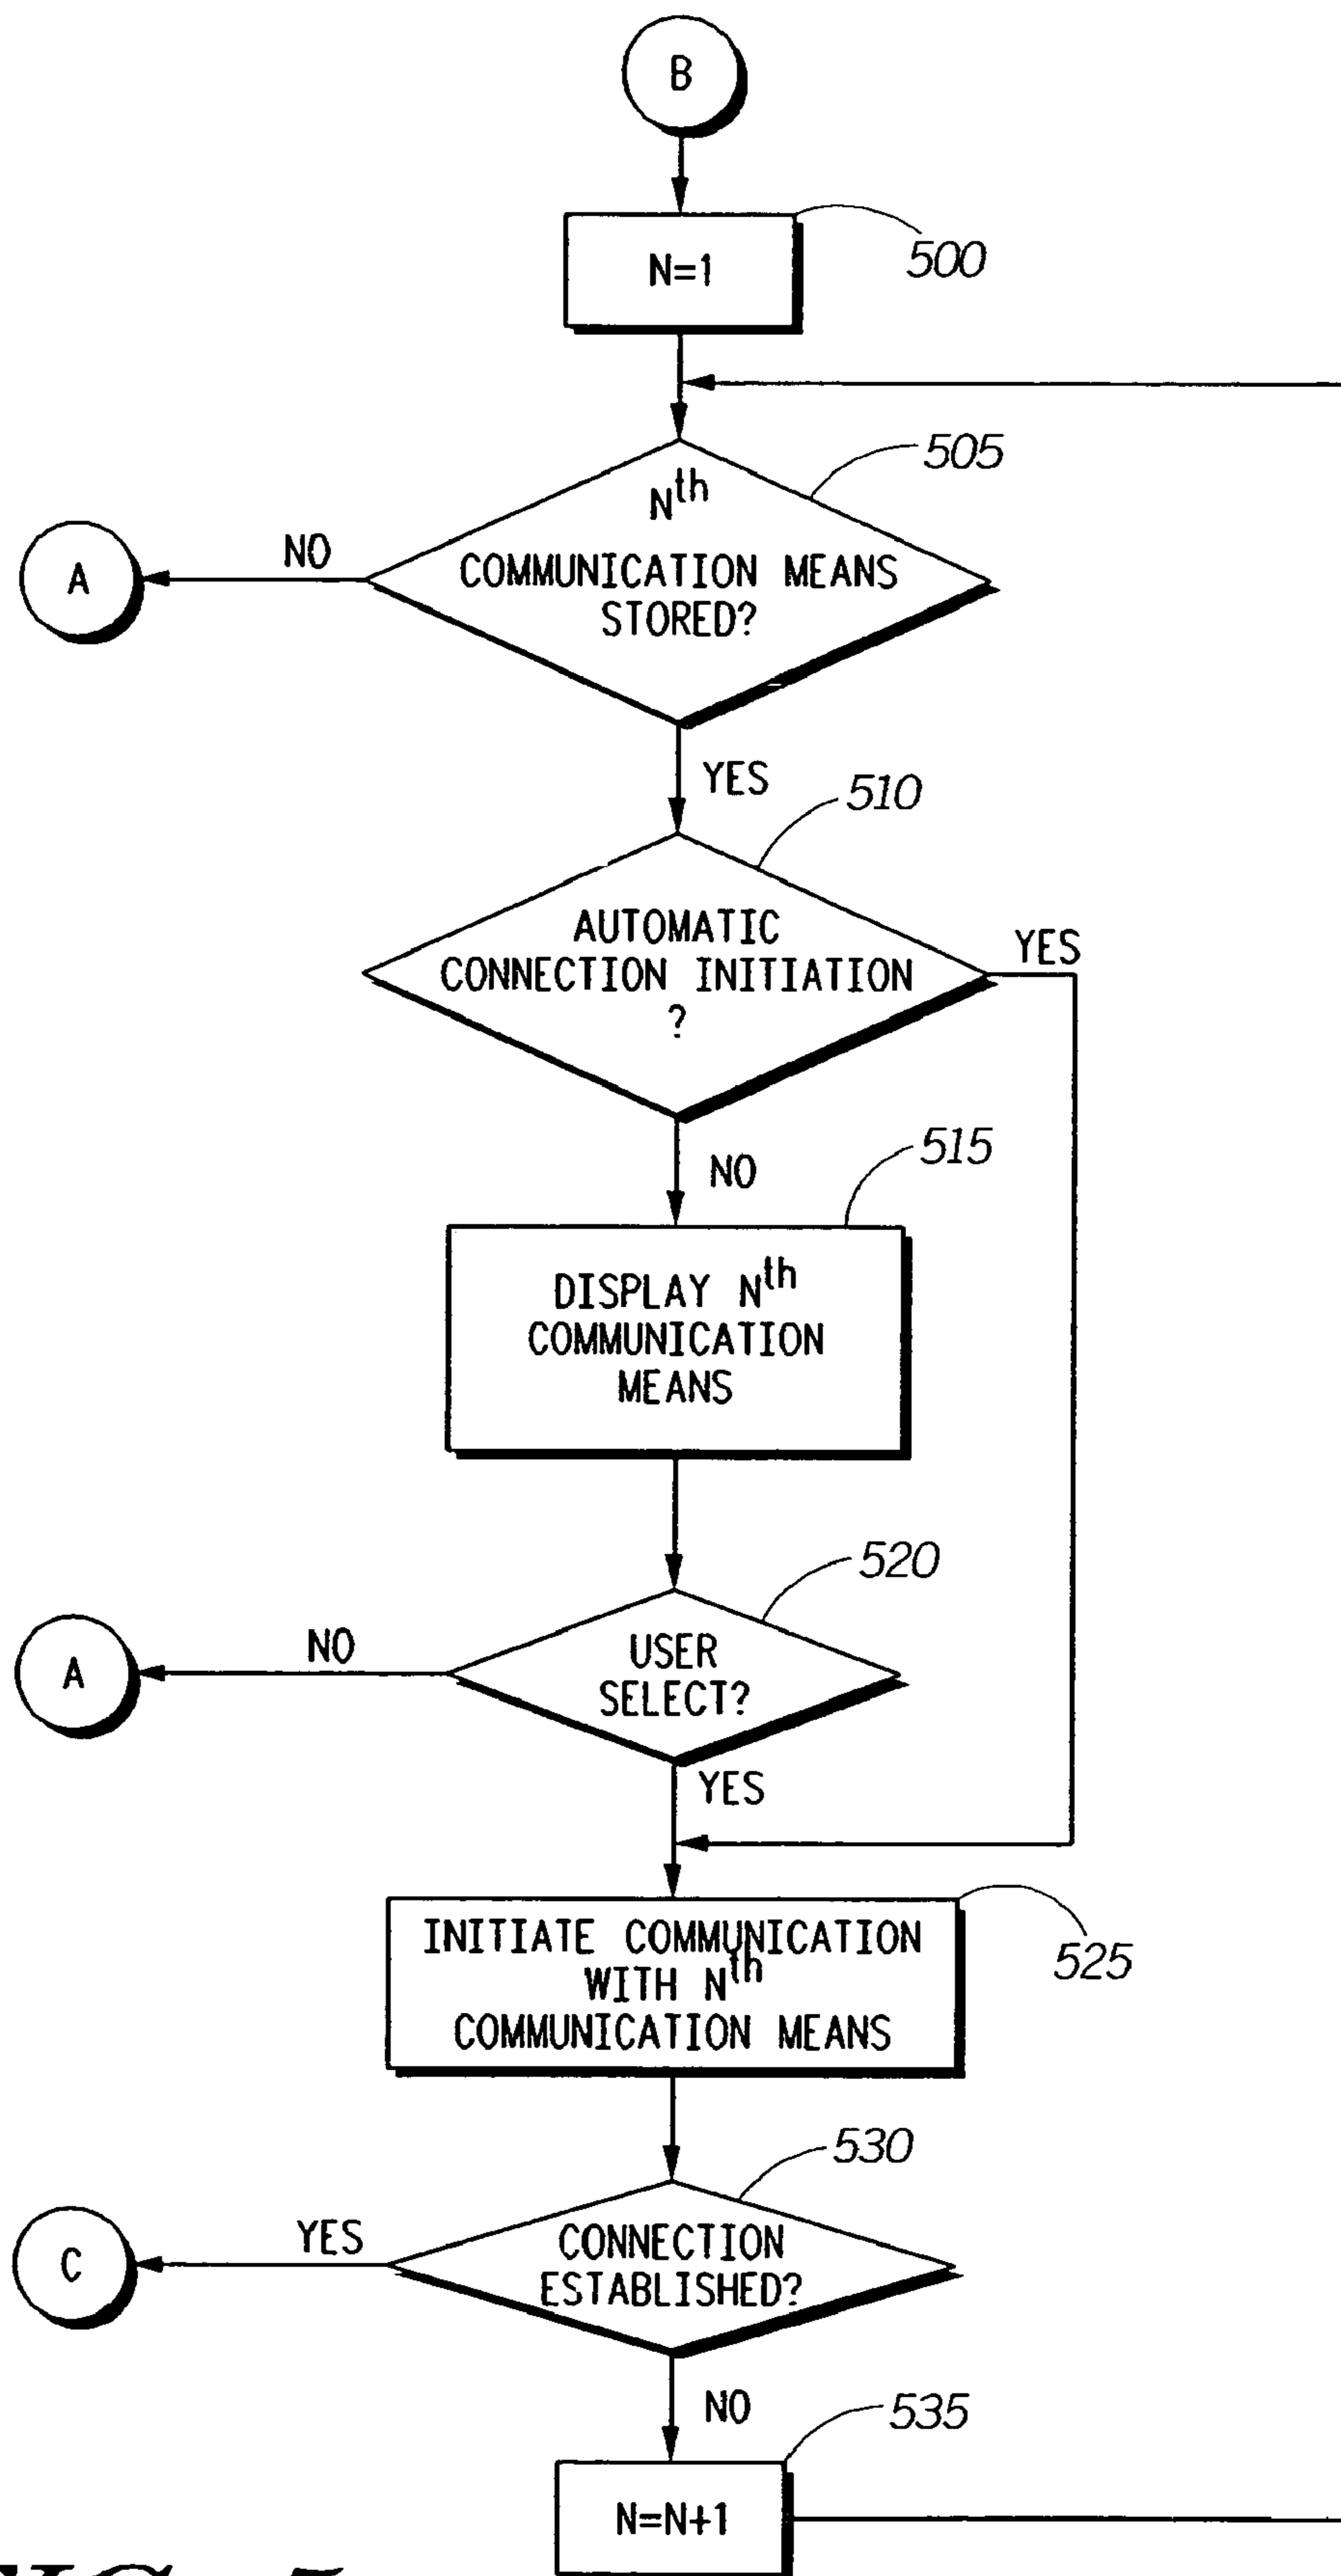 B
N=1
500
505
Nth
COMMUNICATION MEANS
STORED?
NO
A
YES
510
AUTOMATIC
CONNECTION INITIATION
?
YES
NO
515
DISPLAY Nth
COMMUNICATION
MEANS
520
USER
SELECT?
NO
A
YES
INITIATE COMMUNICATION
WITH Nth
COMMUNICATION MEANS
525
530
CONNECTION
ESTABLISHED?
YES
C
NO
535
N=N+1